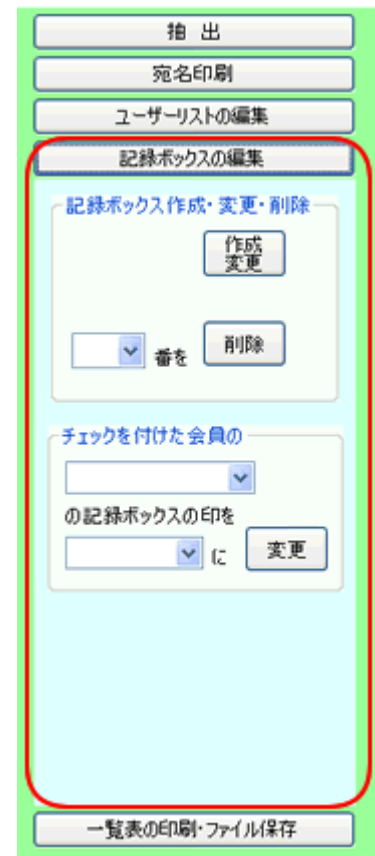 抽 出
宛名印刷
ユーザーリストの編集
記録ボックスの編集
記録ボックス作成・変更・削除
作成
変更
番を 削除
チェックを付けた会員の
の記録ボックスの印を
に 変更
一覧表の印刷・ファイル保存